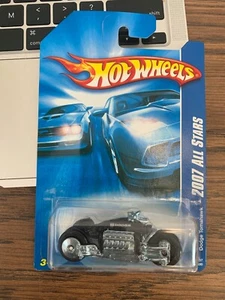 HOT WHEELS
2007 ALL STARS
Dodge Tomahawk
3+